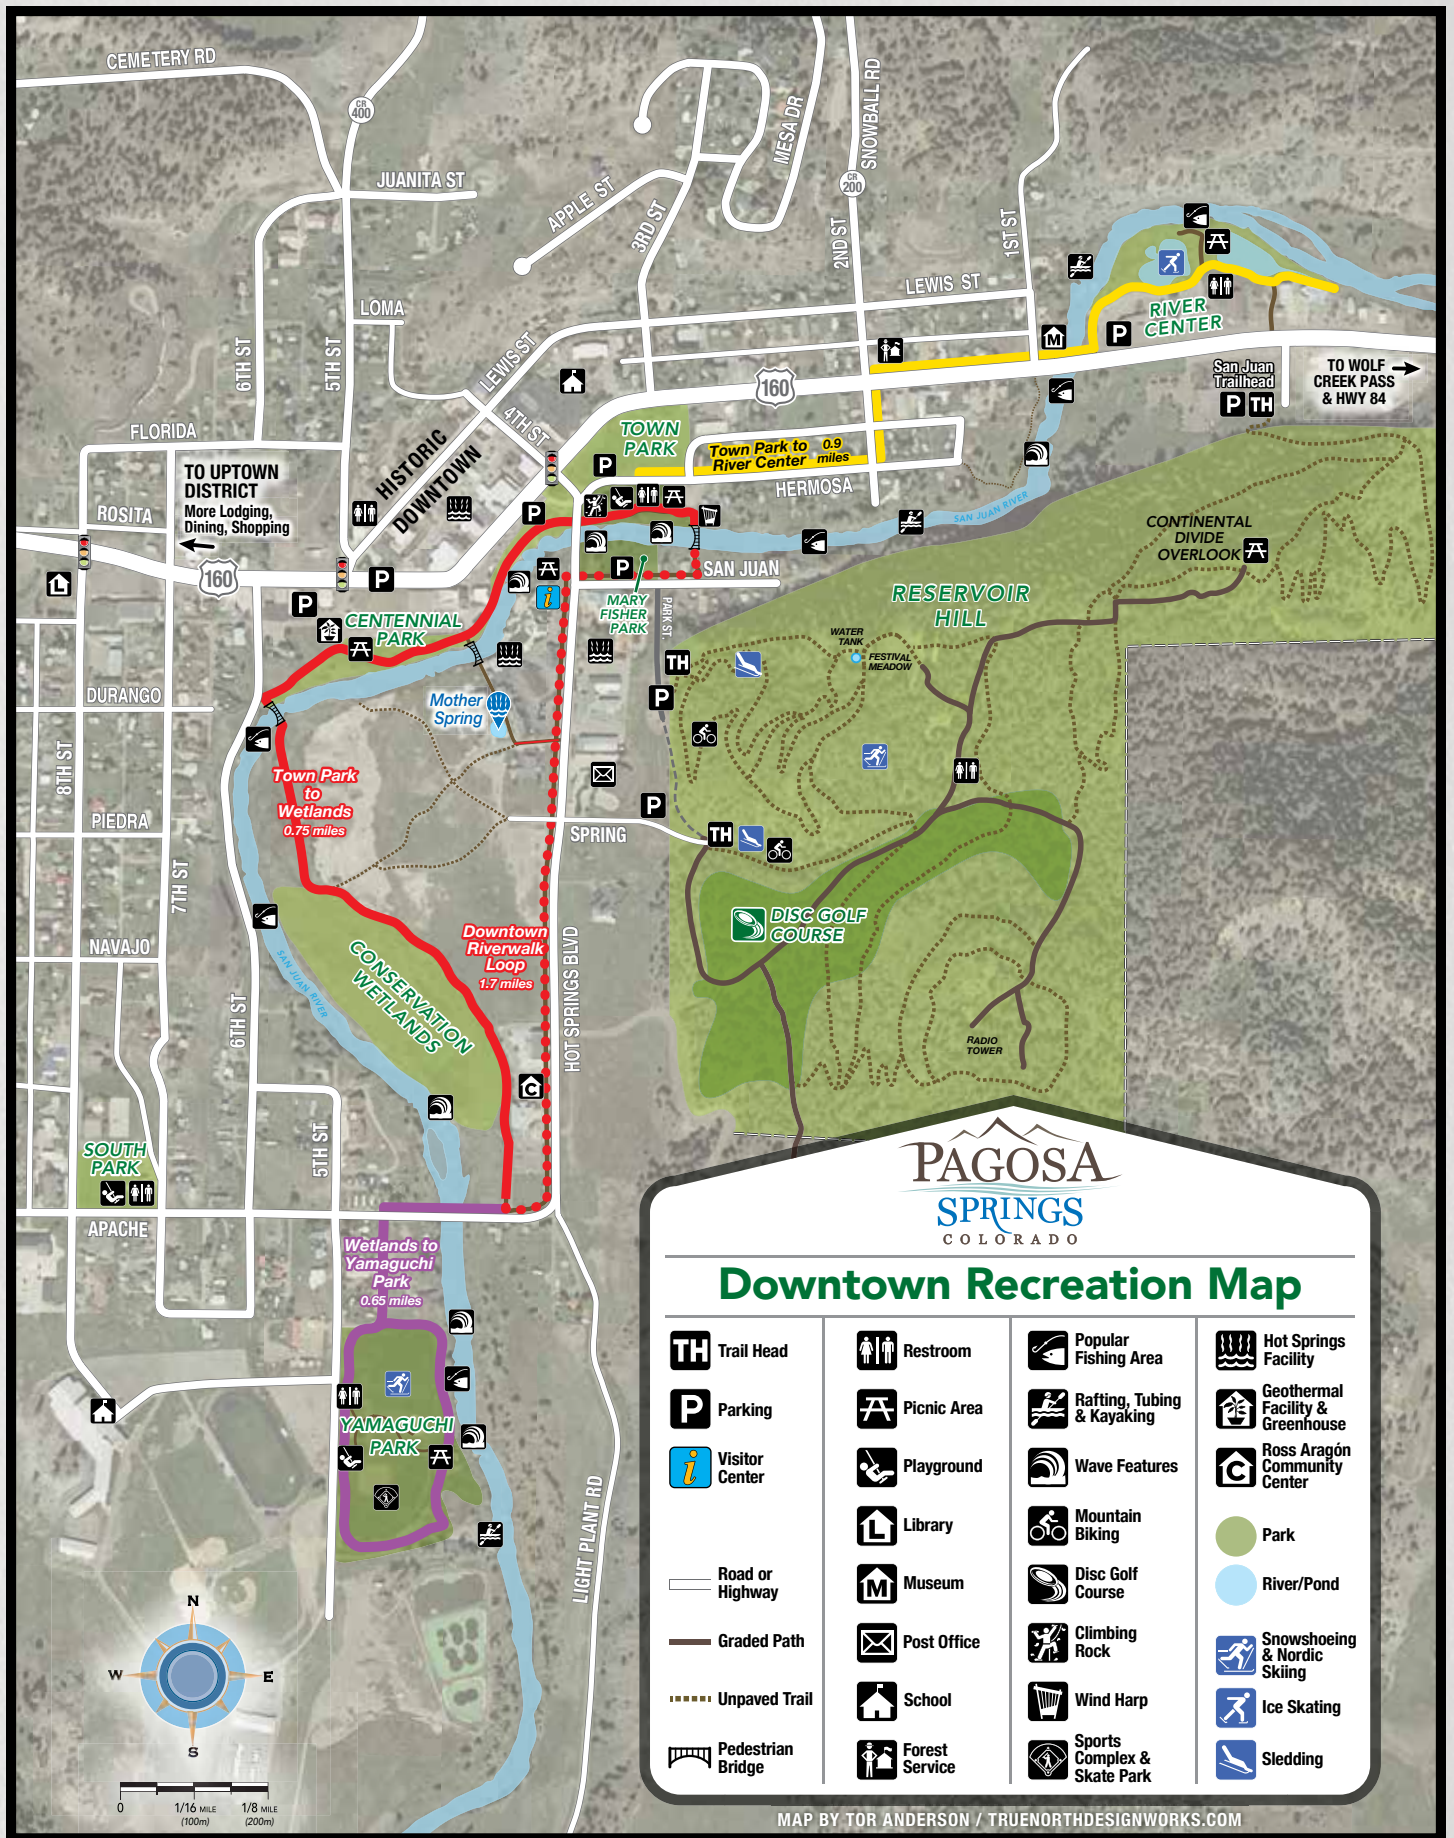 CEMETERY RD
CR
400
JUANITA ST
APPLE ST
3RD ST
MESA DR
SNOWBALL RD
CR
200
2ND ST
1ST ST
LEWIS ST
LOMA
6TH ST
5TH ST
LEWIS ST
4TH ST
160
RIVER
CENTER
P
M
San Juan
Trailhead
P TH
TO WOLF
CREEK PASS
& HWY 84
FLORIDA
TO UPTOWN
DISTRICT
More Lodging,
Dining, Shopping
HISTORIC
DOWNTOWN
TOWN
PARK
P
Town Park to
River Center
0.9
miles
HERMOSA
ROSITA
160
L
P
P
SAN JUAN RIVER
CONTINENTAL
DIVIDE
OVERLOOK
P
CENTENNIAL
PARK
i
P
SAN JUAN
MARY
FISHER
PARK
PARK ST.
RESERVOIR
HILL
WATER
TANK
FESTIVAL
MEADOW
TH
P
DURANGO
Mother
Spring
8TH ST
Town Park
to
Wetlands
0.75 miles
PIEDRA
P
SPRING
TH
7TH ST
DISC GOLF
COURSE
NAVAJO
Downtown
Riverwalk
Loop
1.7 miles
CONSERVATION
WETLANDS
SAN JUAN RIVER
6TH ST
HOT SPRINGS BLVD
RADIO
TOWER
C
SOUTH
PARK
5TH ST
APACHE
Wetlands to
Yamaguchi
Park
0.65 miles
YAMAGUCHI
PARK
LIGHT PLANT RD
N
W
E
S
0
1/16 MILE
(100m)
1/8 MILE
(200m)
PAGOSA
SPRINGS
COLORADO
Downtown Recreation Map
TH Trail Head
P Parking
i Visitor
Center
Road or
Highway
Graded Path
Unpaved Trail
Pedestrian
Bridge
Restroom
Picnic Area
Playground
L Library
M Museum
Post Office
School
Forest
Service
Popular
Fishing Area
Rafting, Tubing
& Kayaking
Wave Features
Mountain
Biking
Disc Golf
Course
Climbing
Rock
Wind Harp
Sports
Complex &
Skate Park
Hot Springs
Facility
Geothermal
Facility &
Greenhouse
C Ross Aragón
Community
Center
Park
River/Pond
Snowshoeing
& Nordic
Skiing
Ice Skating
Sledding
MAP BY TOR ANDERSON / TRUENORTHDESIGNWORKS.COM